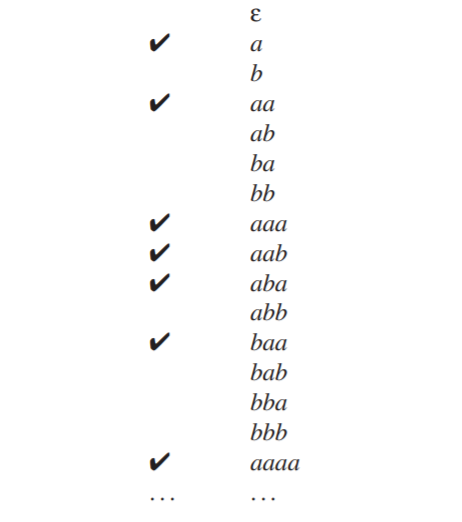 ε
✔ a
b
✔ aa
ab
ba
bb
✔ aaa
✔ aab
✔ aba
abb
✔ baa
bab
bba
bbb
✔ aaaa
... ...